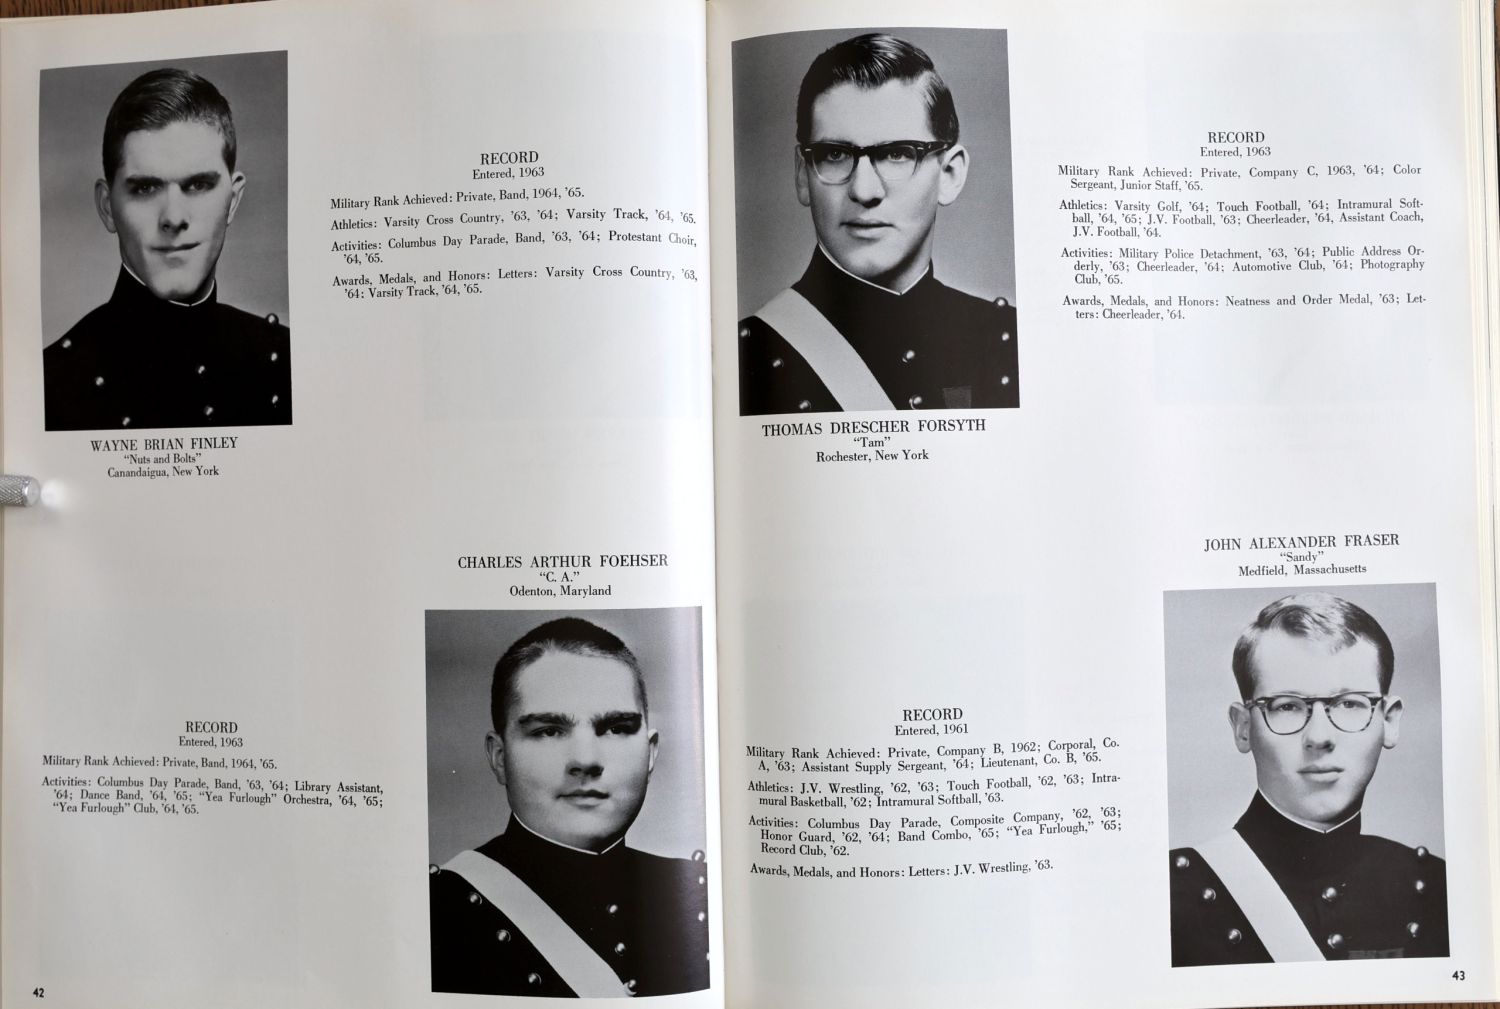 RECORD
Entered, 1963
Military Rank Achieved: Private, Band, 1964, '65.
Athletics: Varsity Cross Country, '63, '64; Varsity Track, '64, '65.
Activities: Columbus Day Parade, Band, '63, '64; Protestant Choir,
'64, '65.
Awards, Medals, and Honors: Letters: Varsity Cross Country, '63,
'64; Varsity Track, '64, '65.
WAYNE BRIAN FINLEY
"Nuts and Bolts"
Canandaigua, New York
CHARLES ARTHUR FOEHSER
"C. A."
Odenton, Maryland
RECORD
Entered, 1963
Military Rank Achieved: Private, Band, 1964, '65.
Activities: Columbus Day Parade, Band, '63, '64; Library Assistant,
'64; Dance Band, '64, '65; "Yea Furlough" Orchestra, '64, '65;
"Yea Furlough" Club, '64, '65.
42
RECORD
Entered, 1963
Military Rank Achieved: Private, Company C, 1963, '64; Color
Sergeant, Junior Staff, '65.
Athletics: Varsity Golf, '64; Touch Football, '64; Intramural Soft-
ball, '64, '65; J.V. Football, '63; Cheerleader, '64, Assistant Coach,
J.V. Football, '64.
Activities: Military Police Detachment, '63, '64; Public Address Or-
derly, '63; Cheerleader, '64; Automotive Club, '64; Photography
Club, '65.
Awards, Medals, and Honors: Neatness and Order Medal, '63; Let-
ters: Cheerleader, '64.
THOMAS DRESCHER FORSYTH
"Tam"
Rochester, New York
JOHN ALEXANDER FRASER
"Sandy"
Medfield, Massachusetts
RECORD
Entered, 1961
Military Rank Achieved: Private, Company B, 1962; Corporal, Co.
A, '63; Assistant Supply Sergeant, '64; Lieutenant, Co. B, '65.
Athletics: J.V. Wrestling, '62, '63; Touch Football, '62, '63; Intra-
mural Basketball, '62; Intramural Softball, '63.
Activities: Columbus Day Parade, Composite Company, '62, '63;
Honor Guard, '62, '64; Band Combo, '65; "Yea Furlough," '65;
Record Club, '62.
Awards, Medals, and Honors: Letters: J.V. Wrestling, '63.
43